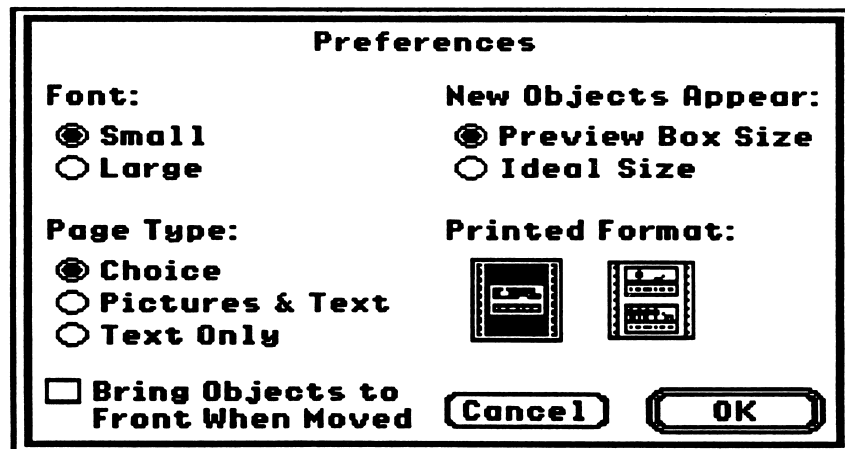 Preferences
Font:
Small
Large
New Objects Appear:
Preview Box Size
Ideal Size
Page Type:
Choice
Pictures & Text
Text Only
Printed Format:
Bring Objects to
Front When Moved
Cancel
OK